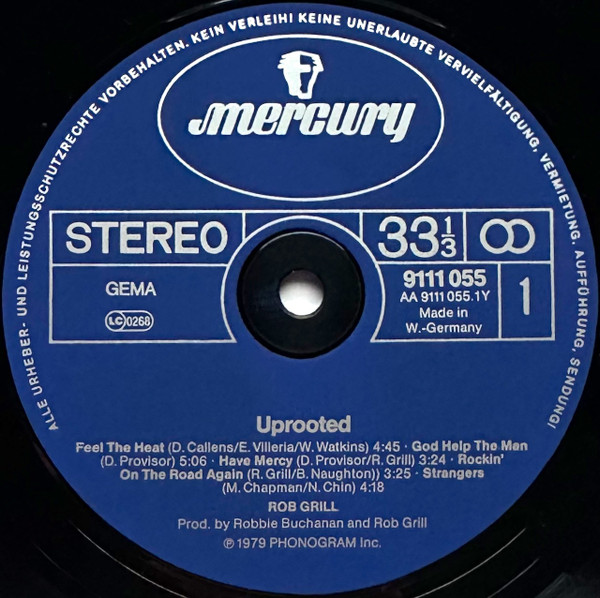 ALLE URHEBER- UND LEISTUNGSSCHUTZRECHTE VORBEHALTEN. KEIN VERLEIH! KEINE UNERLAUBTE VERVIELFÄLTIGUNG, VERMIETUNG, AUFFÜHRUNG, SENDUNG!
mercury
STEREO 33 1/3
GEMA 9111 055 1
AA 9111 055.1Y
LC 0268 Made in
W.-Germany
Uprooted
Feel The Heat (D. Callens/E. Villeria/W. Watkins) 4:45 · God Help The Man
(D. Provisor) 5:06 · Have Mercy (D. Provisor/R. Grill) 3:24 · Rockin'
On The Road Again (R. Grill/B. Naughton)) 3:25 · Strangers
(M. Chapman/N. Chin) 4:18
ROB GRILL
Prod. by Robbie Buchanan and Rob Grill
℗ 1979 PHONOGRAM Inc.